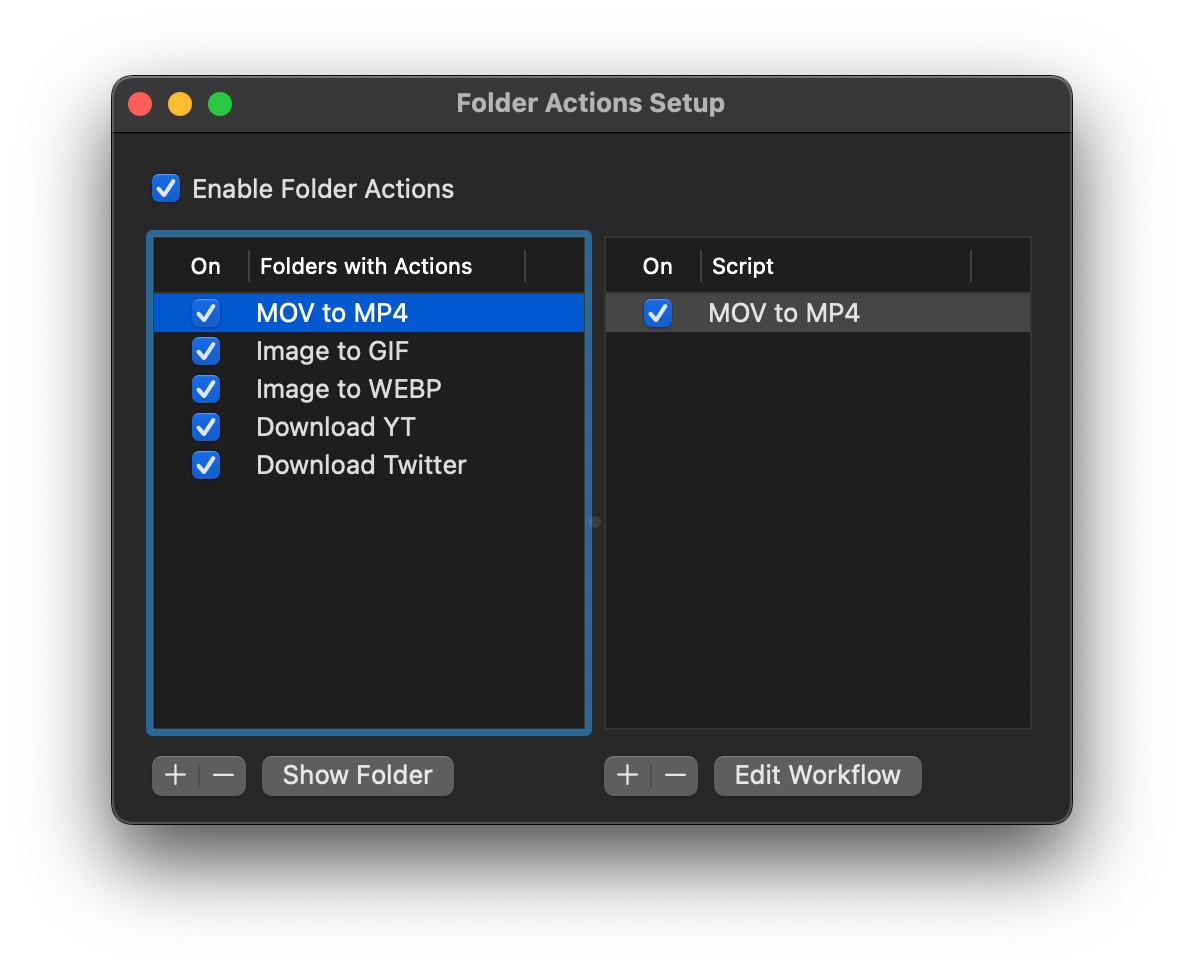 Folder Actions Setup
Enable Folder Actions
On Folders with Actions
MOV to MP4
Image to GIF
Image to WEBP
Download YT
Download Twitter
On Script
MOV to MP4
+ − Show Folder
+ − Edit Workflow